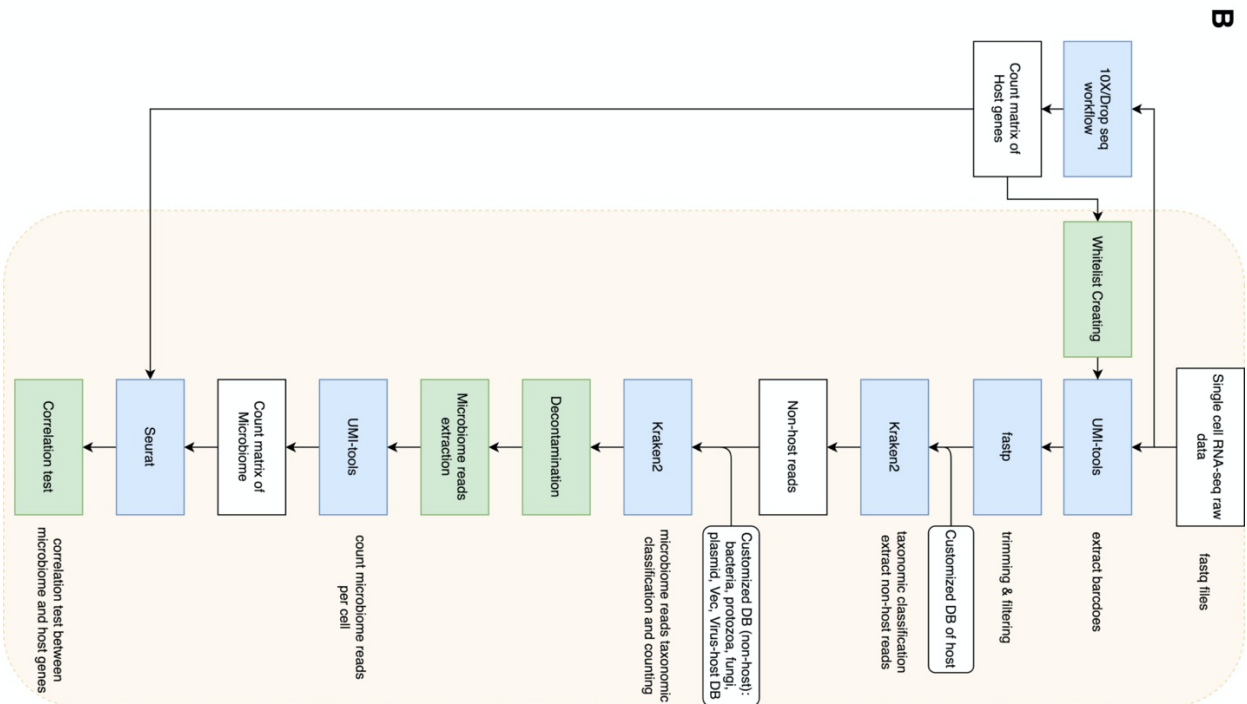 B
Single cell RNA-seq raw
data
fastq files
10X/Drop seq
workflow
Count matrix of
Host genes
Whitelist Creating
UMI-tools
extract barodoes
fastp
trimming & filtering
Customized DB of host
Kraken2
taxonomic classification
extract non-host reads
Non-host reads
Customized DB (non-host):
bacteria, protozoa, fungi,
plasmid, Vec, Virus-host DB
Kraken2
microbiome reads taxonomic
classification and counting
Decontamination
Microbiome reads
extraction
UMI-tools
count microbiome reads
per cell
Count matrix of
Microbiome
Seurat
Correlation test
correlation test between
microbiome and host genes